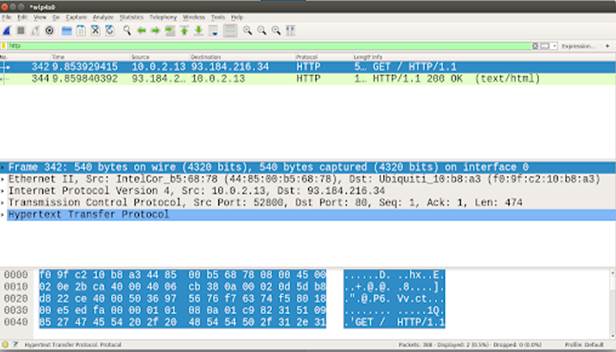 *wlp4s0
File Edit View Go Capture Analyze Statistics Telephony Wireless Tools Help
http
Expression... +
No. Time Source Destination Protocol Length Info
342 9.853929415 10.0.2.13 93.184.216.34 HTTP 5… GET / HTTP/1.1
344 9.859840392 93.184.2… 10.0.2.13 HTTP 1… HTTP/1.1 200 OK (text/html)
Frame 342: 540 bytes on wire (4320 bits), 540 bytes captured (4320 bits) on interface 0
Ethernet II, Src: IntelCor_b5:68:78 (44:85:00:b5:68:78), Dst: Ubiquiti_10:b8:a3 (f0:9f:c2:10:b8:a3)
Internet Protocol Version 4, Src: 10.0.2.13, Dst: 93.184.216.34
Transmission Control Protocol, Src Port: 52800, Dst Port: 80, Seq: 1, Ack: 1, Len: 474
Hypertext Transfer Protocol
0000 f0 9f c2 10 b8 a3 44 85 00 b5 68 78 08 00 45 00 ......D. ..hx..E.
0010 02 0e 2b ca 40 00 40 06 cb 38 0a 00 02 0d 5d b8 ..+.@.@. .8....].
0020 d8 22 ce 40 00 50 36 97 56 76 f7 63 74 f5 80 18 .".@.P6. Vv.ct...
0030 00 e5 ed fa 00 00 01 01 08 0a 01 c9 82 31 51 09 ........ .....1Q.
0040 85 27 47 45 54 20 2f 20 48 54 54 50 2f 31 2e 31 .'GET / HTTP/1.1
Hypertext Transfer Protocol: Protocol
Packets: 368 · Displayed: 2 (0.5%) · Dropped: 0 (0.0%)
Profile: Default